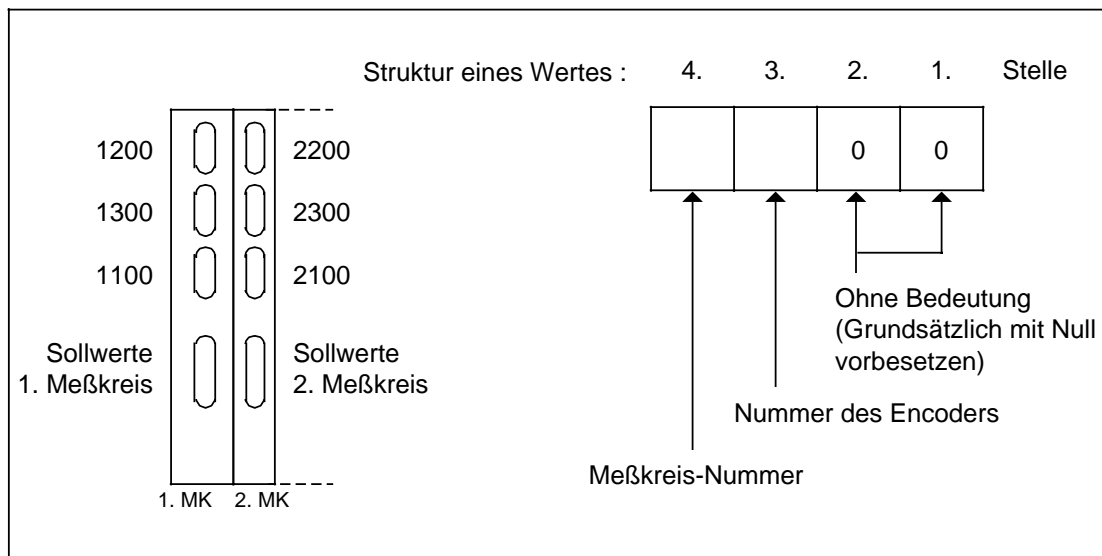 Struktur eines Wertes : 4. 3. 2. 1. Stelle
0 0
1200 2200
1300 2300
1100 2100
Sollwerte
1. Meßkreis
Sollwerte
2. Meßkreis
1. MK 2. MK
Ohne Bedeutung
(Grundsätzlich mit Null
vorbesetzen)
Nummer des Encoders
Meßkreis-Nummer